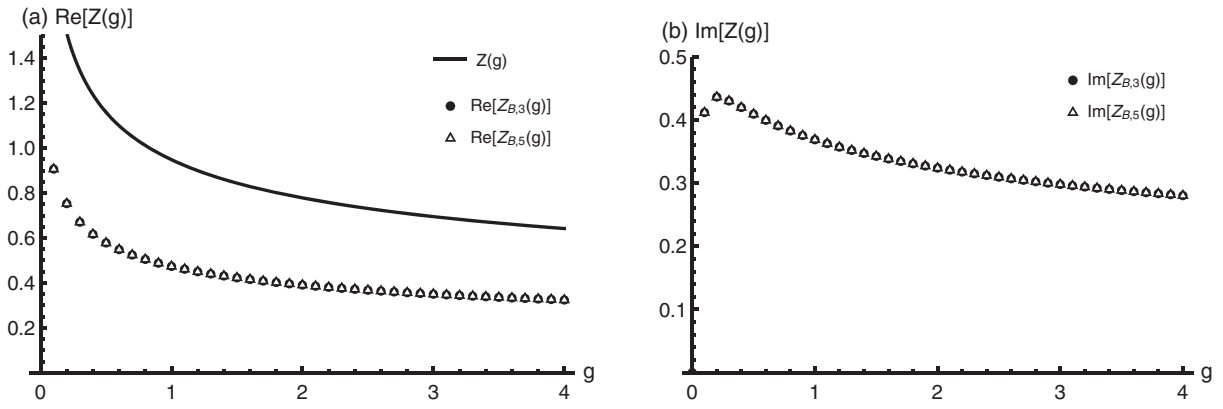 (a) Re[Z(g)]
1.4
1.2
1.0
0.8
0.6
0.4
0.2
0 1 2 3 4 g
Z(g)
Re[Z_{B,3}(g)]
Re[Z_{B,5}(g)]
(b) Im[Z(g)]
0.5
0.4
0.3
0.2
0.1
0 1 2 3 4 g
Im[Z_{B,3}(g)]
Im[Z_{B,5}(g)]